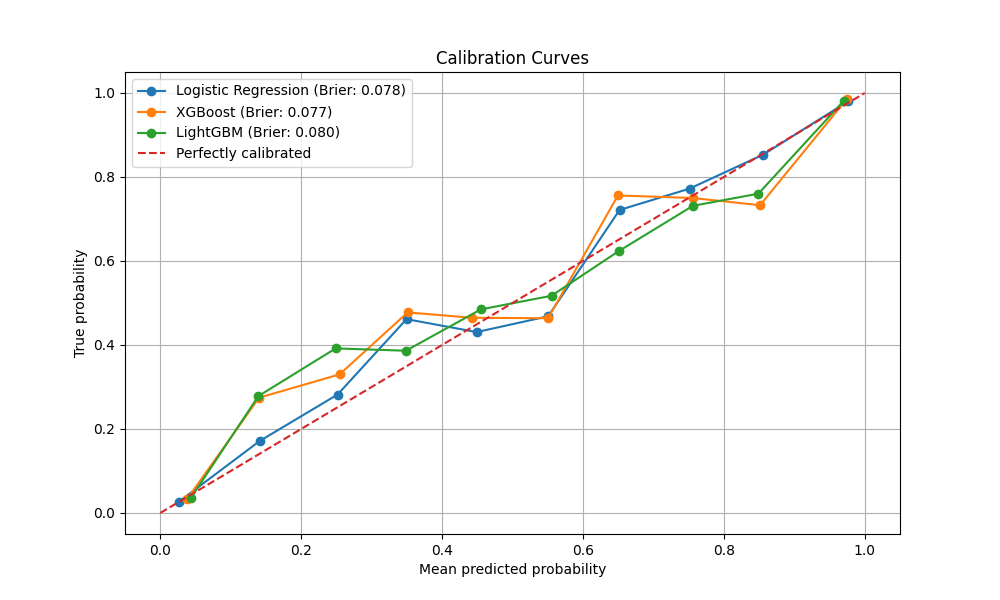 Calibration Curves
Logistic Regression (Brier: 0.078)
XGBoost (Brier: 0.077)
LightGBM (Brier: 0.080)
Perfectly calibrated
True probability
1.0
0.8
0.6
0.4
0.2
0.0
0.0 0.2 0.4 0.6 0.8 1.0
Mean predicted probability